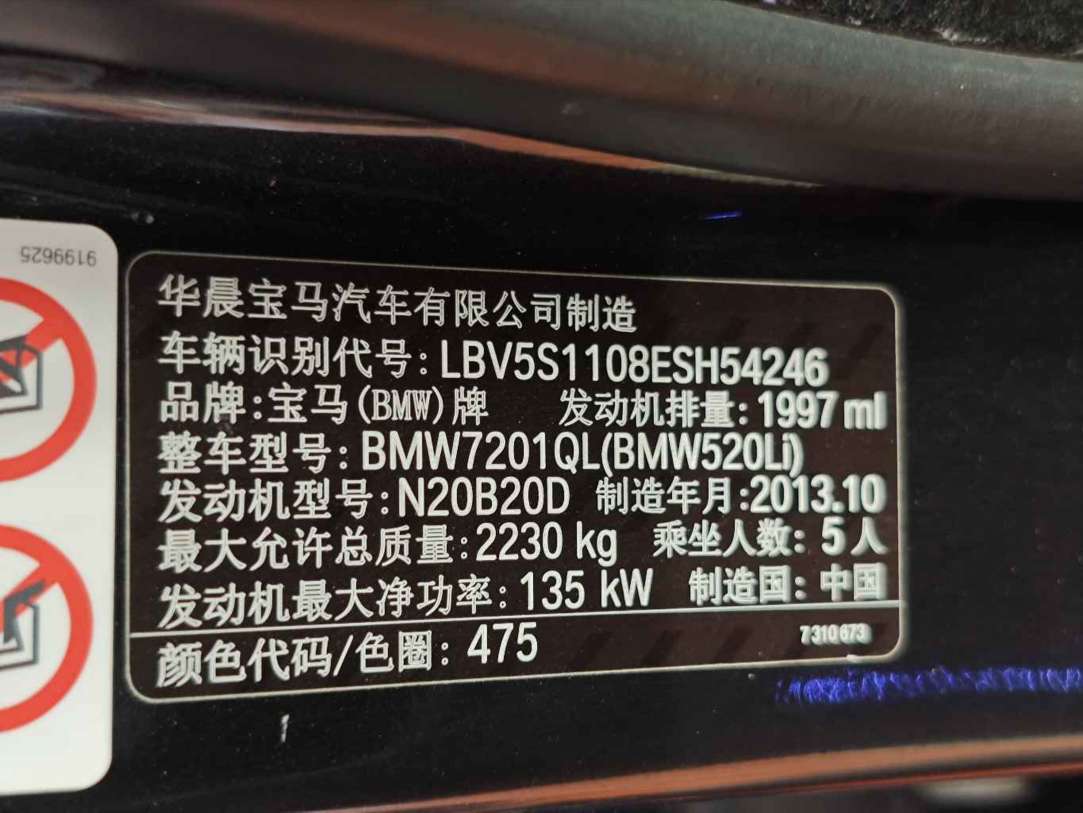 9199625
华晨宝马汽车有限公司制造
车辆识别代号:LBV5S1108ESH54246
品牌:宝马(BMW)牌 发动机排量:1997 ml
整车型号:BMW7201QL(BMW520Li)
发动机型号:N20B20D 制造年月:2013.10
最大允许总质量:2230 kg 乘坐人数:5人
发动机最大净功率:135 kW 制造国:中国
颜色代码/色圈:475 7310673